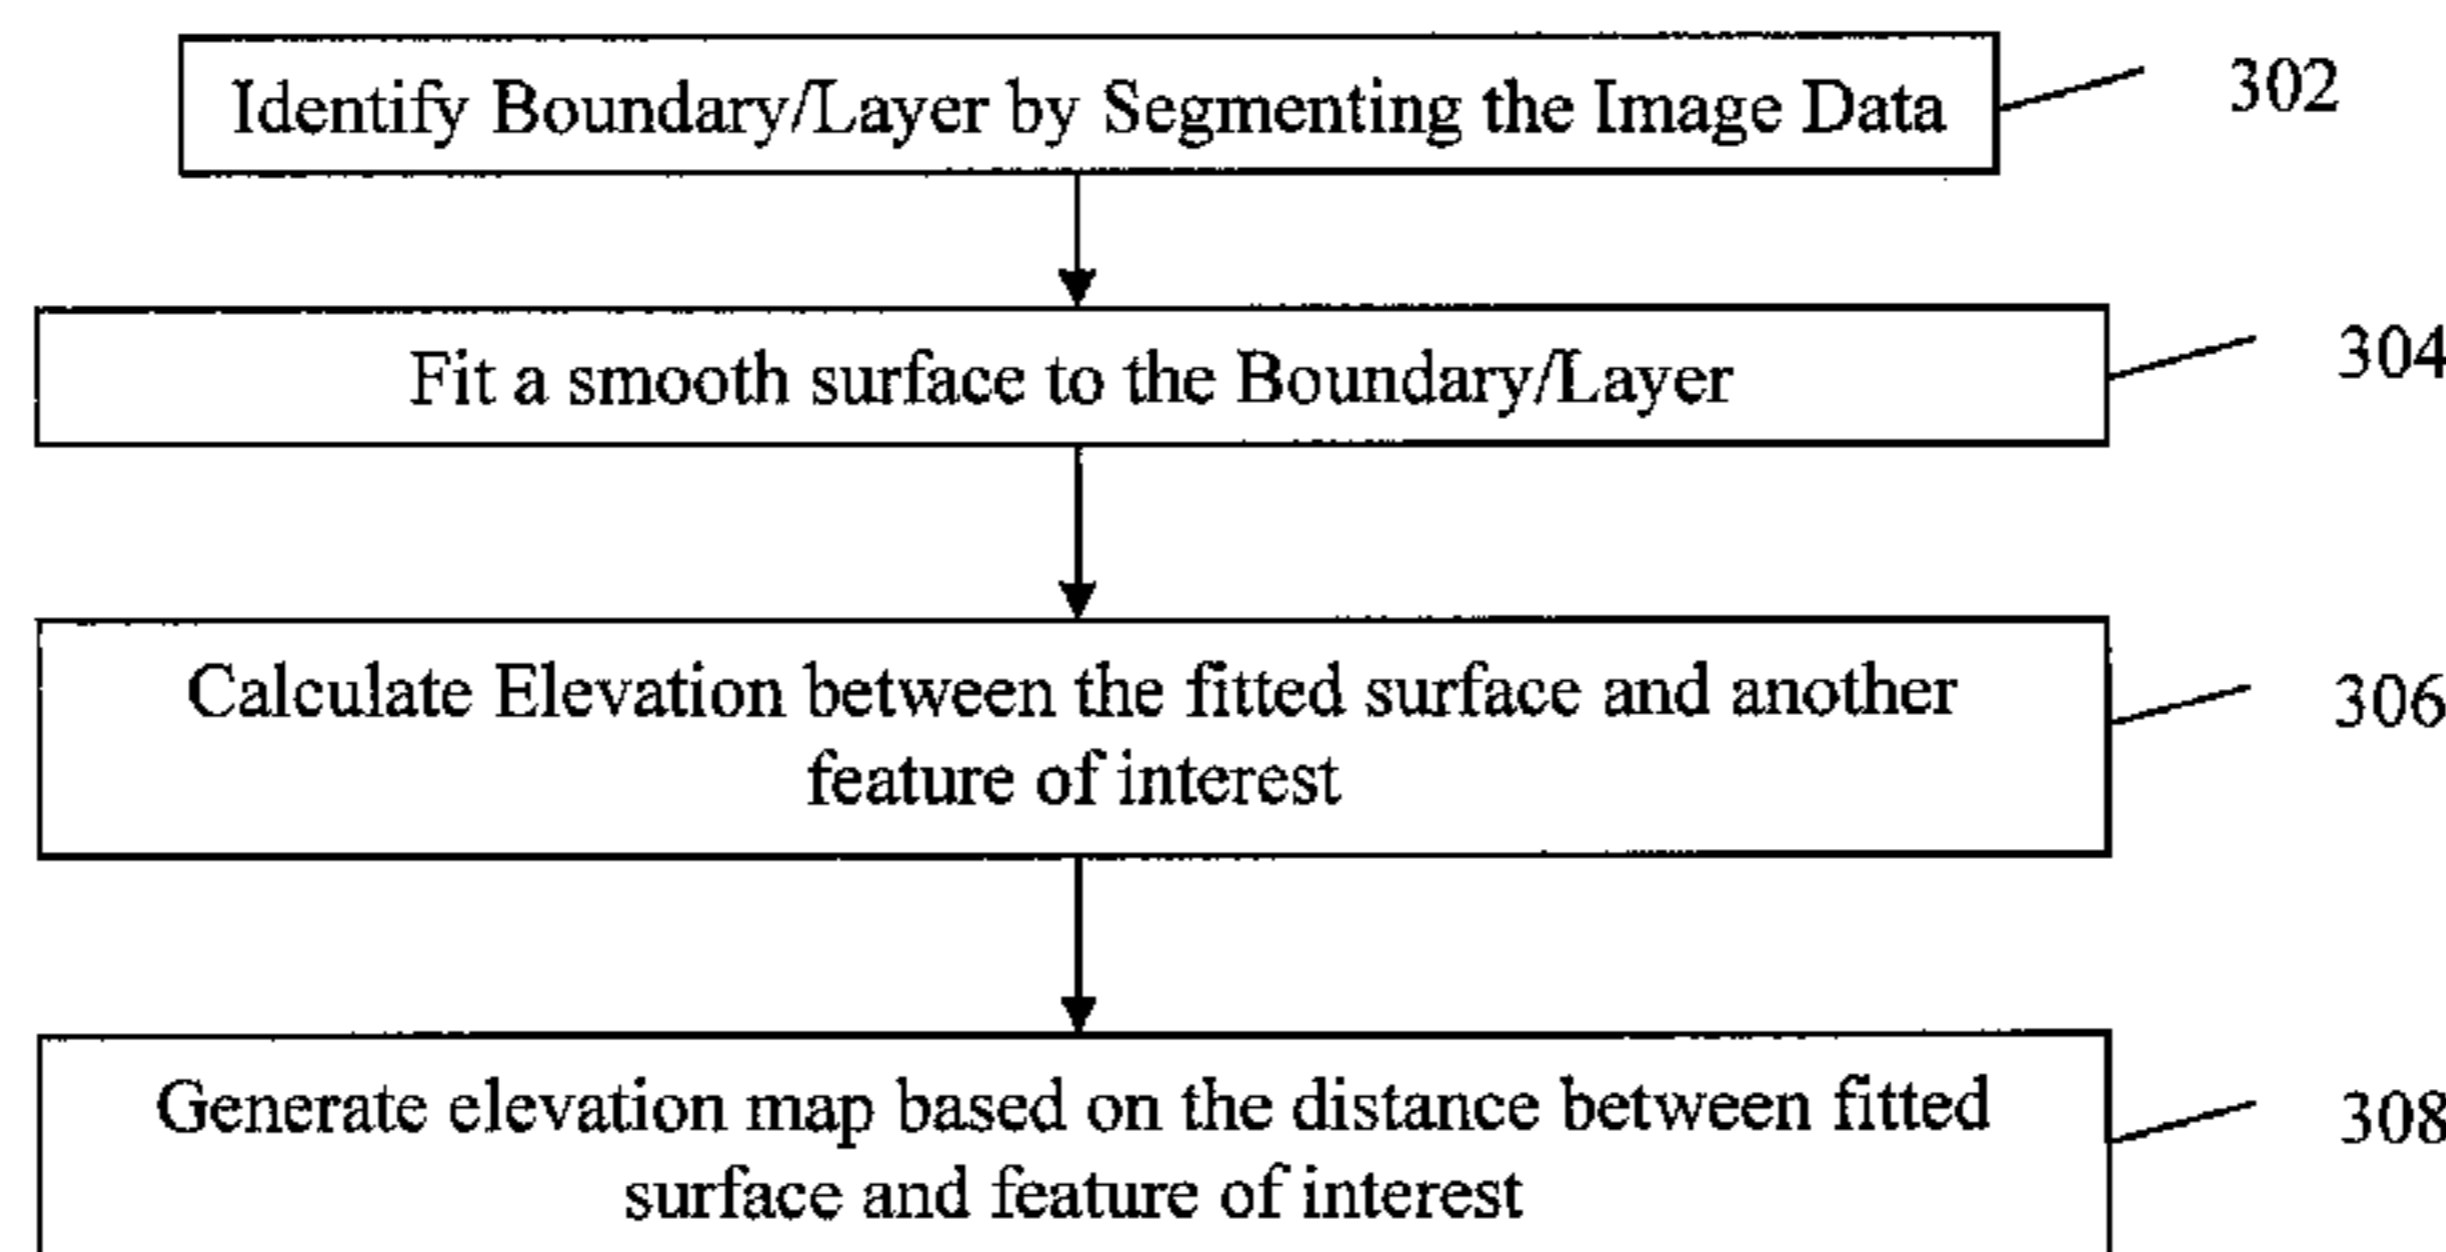 Identify Boundary/Layer by Segmenting the Image Data
302
Fit a smooth surface to the Boundary/Layer
304
Calculate Elevation between the fitted surface and another
feature of interest
306
Generate elevation map based on the distance between fitted
surface and feature of interest
308